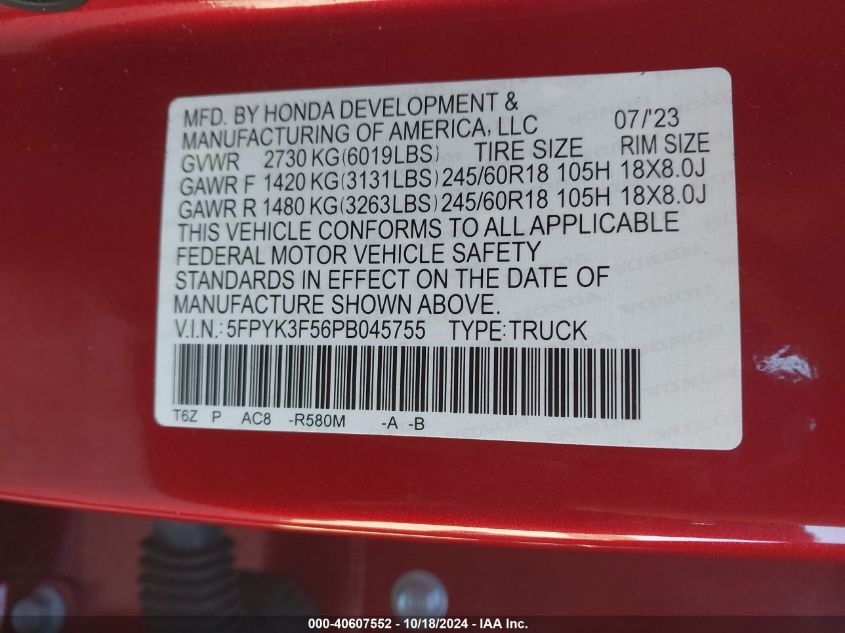 MFD. BY HONDA DEVELOPMENT &
MANUFACTURING OF AMERICA, LLC 07/'23
GVWR 2730 KG(6019LBS) TIRE SIZE RIM SIZE
GAWR F 1420 KG(3131LBS) 245/60R18 105H 18X8.0J
GAWR R 1480 KG(3263LBS) 245/60R18 105H 18X8.0J
THIS VEHICLE CONFORMS TO ALL APPLICABLE
FEDERAL MOTOR VEHICLE SAFETY
STANDARDS IN EFFECT ON THE DATE OF
MANUFACTURE SHOWN ABOVE.
V.I.N.: 5FPYK3F56PB045755 TYPE:TRUCK
T6Z P AC8 -R580M -A -B
000-40607552 - 10/18/2024 - IAA Inc.